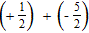 (+ 1/2) + (- 5/2)